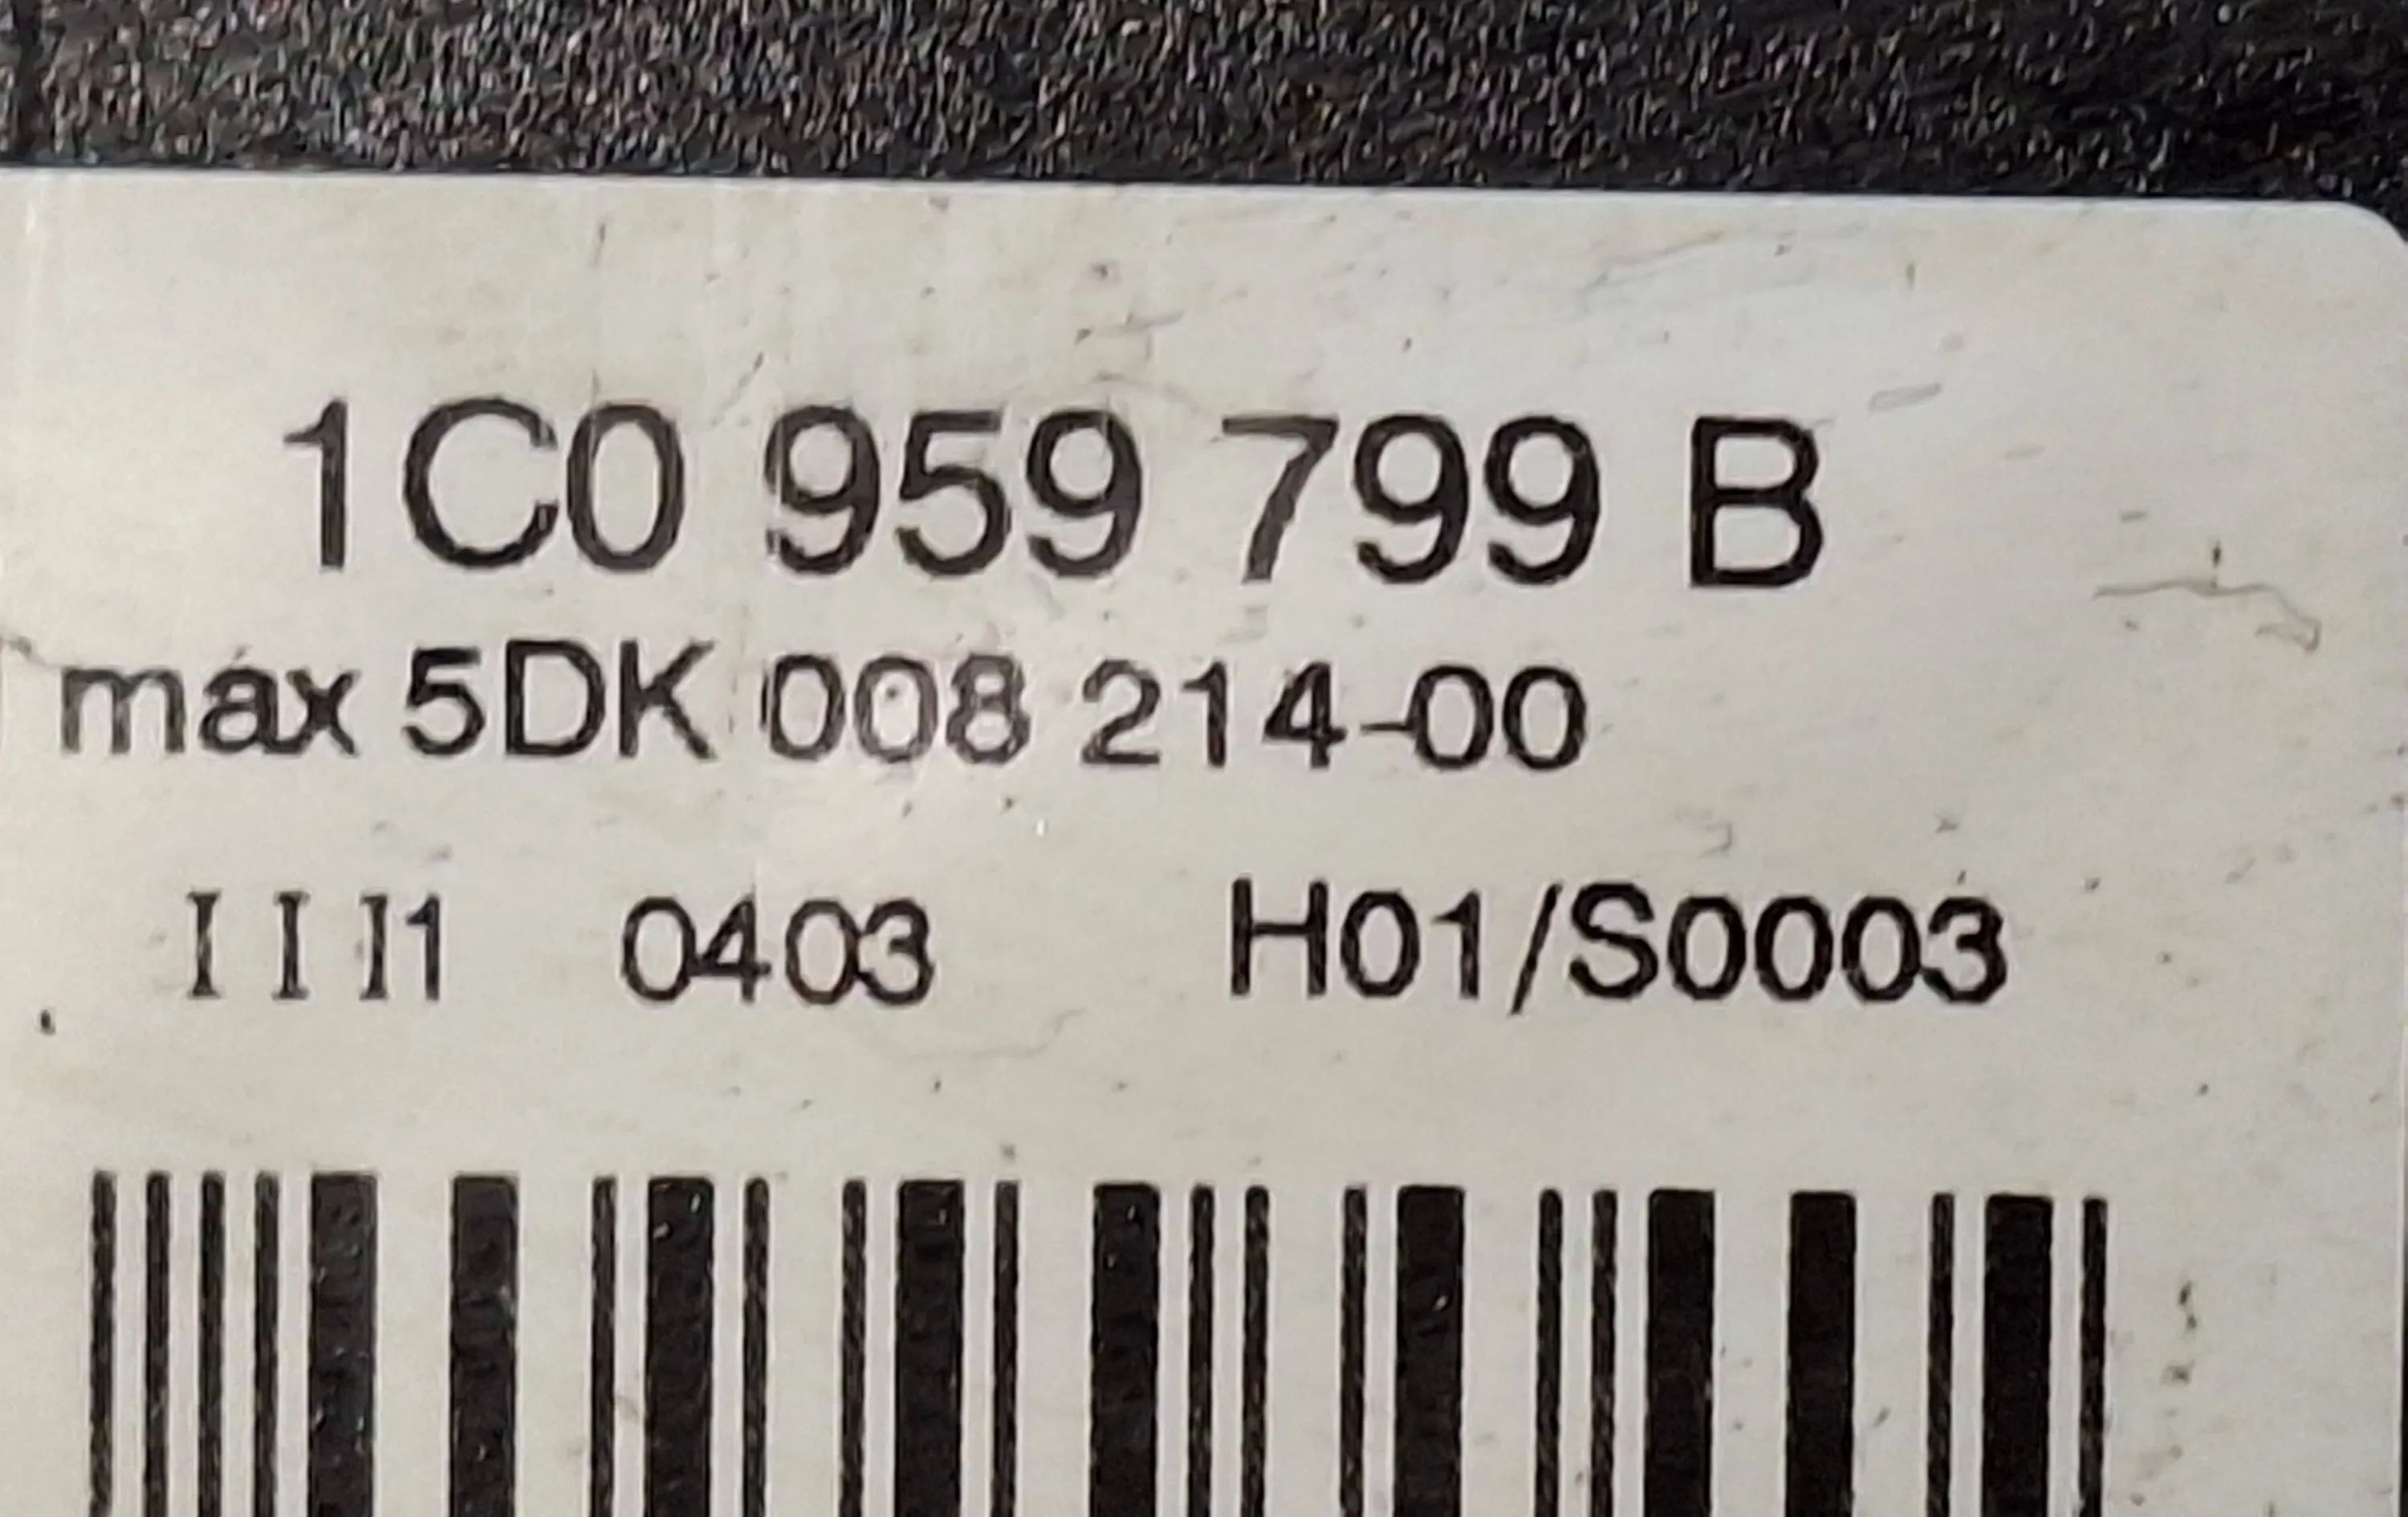 1C0 959 799 B
max 5DK 008 214-00
I I I1 0403 H01/S0003